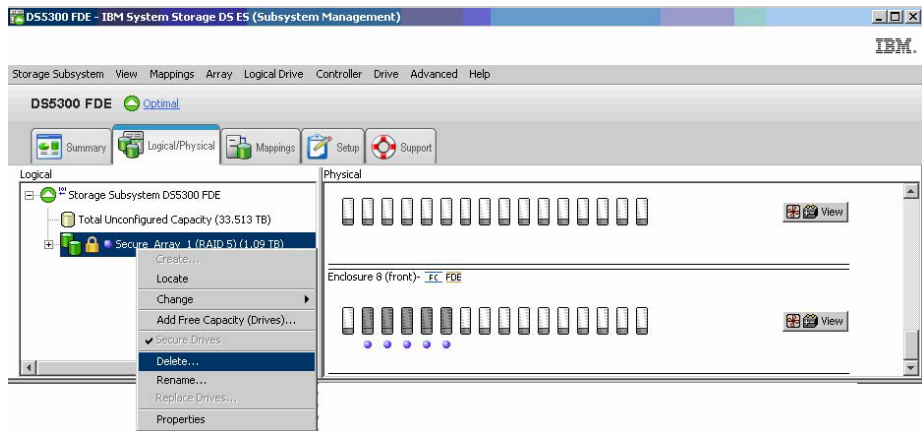 DS5300 FDE - IBM System Storage DS ES (Subsystem Management)
IBM.
Storage Subsystem View Mappings Array Logical Drive Controller Drive Advanced Help
DS5300 FDE Optimal
Summary Logical/Physical Mappings Setup Support
Logical
Storage Subsystem DS5300 FDE
Total Unconfigured Capacity (33.513 TB)
Secure_Array_1 (RAID 5) (1.09 TB)
Create...
Locate
Change
Add Free Capacity (Drives)...
Secure Drives
Delete...
Rename...
Replace Drives...
Properties
Physical
View
Enclosure 8 (front)- FC FDE
View